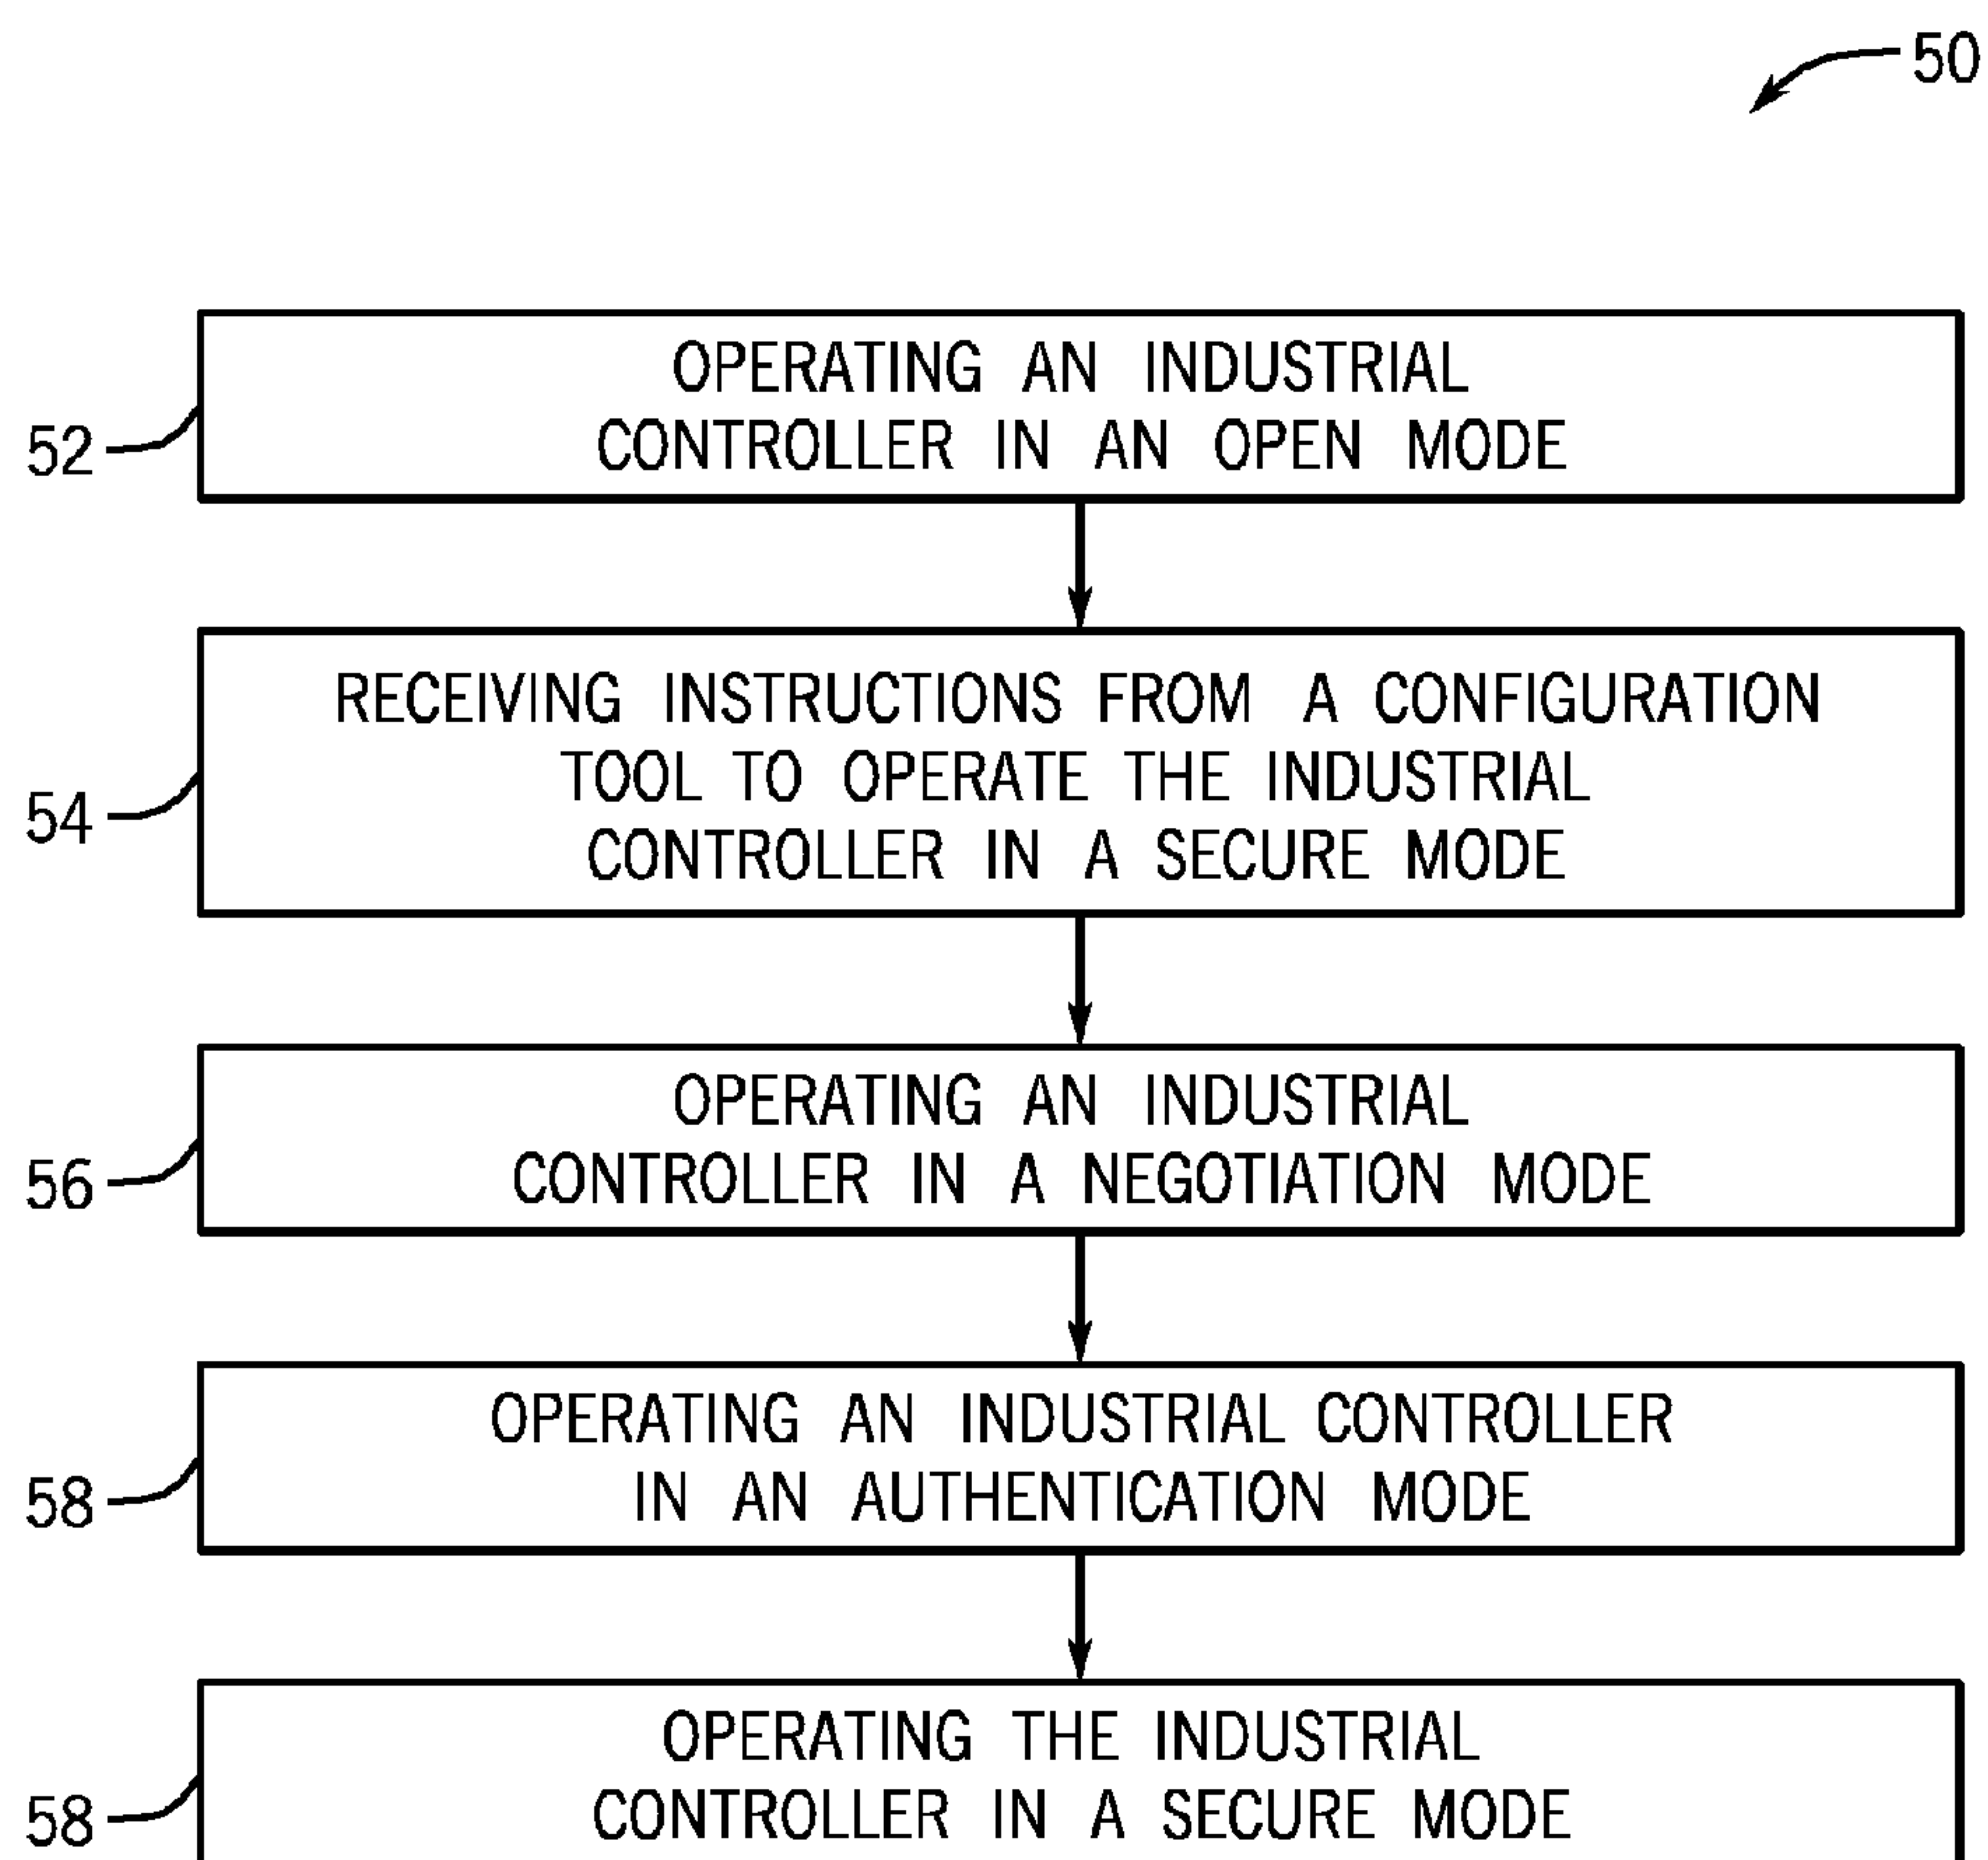 50
OPERATING AN INDUSTRIAL
CONTROLLER IN AN OPEN MODE
52
RECEIVING INSTRUCTIONS FROM A CONFIGURATION
TOOL TO OPERATE THE INDUSTRIAL
CONTROLLER IN A SECURE MODE
54
OPERATING AN INDUSTRIAL
CONTROLLER IN A NEGOTIATION MODE
56
OPERATING AN INDUSTRIAL CONTROLLER
IN AN AUTHENTICATION MODE
58
OPERATING THE INDUSTRIAL
CONTROLLER IN A SECURE MODE
58